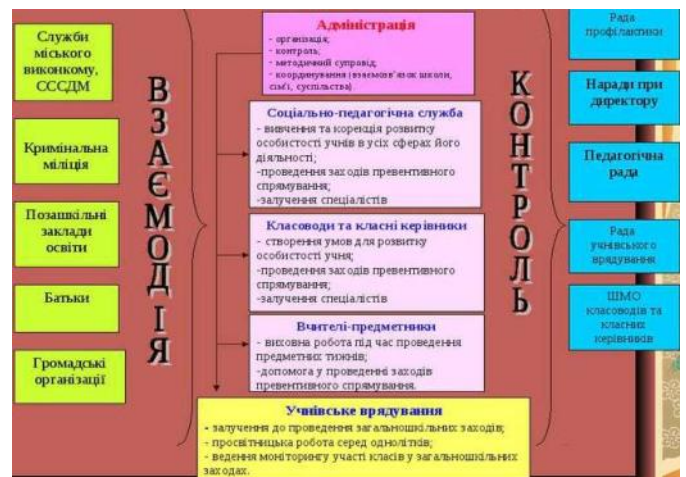 Служби
міського
виконкому,
СССДМ
Кримінальна
міліція
Позашкільні
заклади
освіти
Батьки
Громадські
організації
ВЗАЄМОДІЯ
Адміністрація
- організація;
- контроль;
- методичний супровід;
- координування (взаємозв'язок школи,
сім'ї, суспільства)
Соціально-педагогічна служба
- вивчення та корекція розвитку
особистості учнів в усіх сферах його
діяльності;
-проведення заходів превентивного
спрямування;
-залучення спеціалістів
Класоводи та класні керівники
- створення умов для розвитку
особистості учня;
-проведення заходів превентивного
спрямування;
-залучення спеціалістів
Вчителі-предметники
- виховна робота під час проведення
предметних тижнів;
-допомога у проведенні заходів
превентивного спрямування.
Учнівське врядування
- залучення до проведення загальношкільних заходів;
- просвітницька робота серед однолітків;
- ведення моніторингу участі класів у загальношкільних
заходах.
КОНТРОЛЬ
Рада
профілактики
Наради при
директору
Педагогічна
рада
Рада
учнівського
врядування
ШМО
класоводів та
класних
керівників